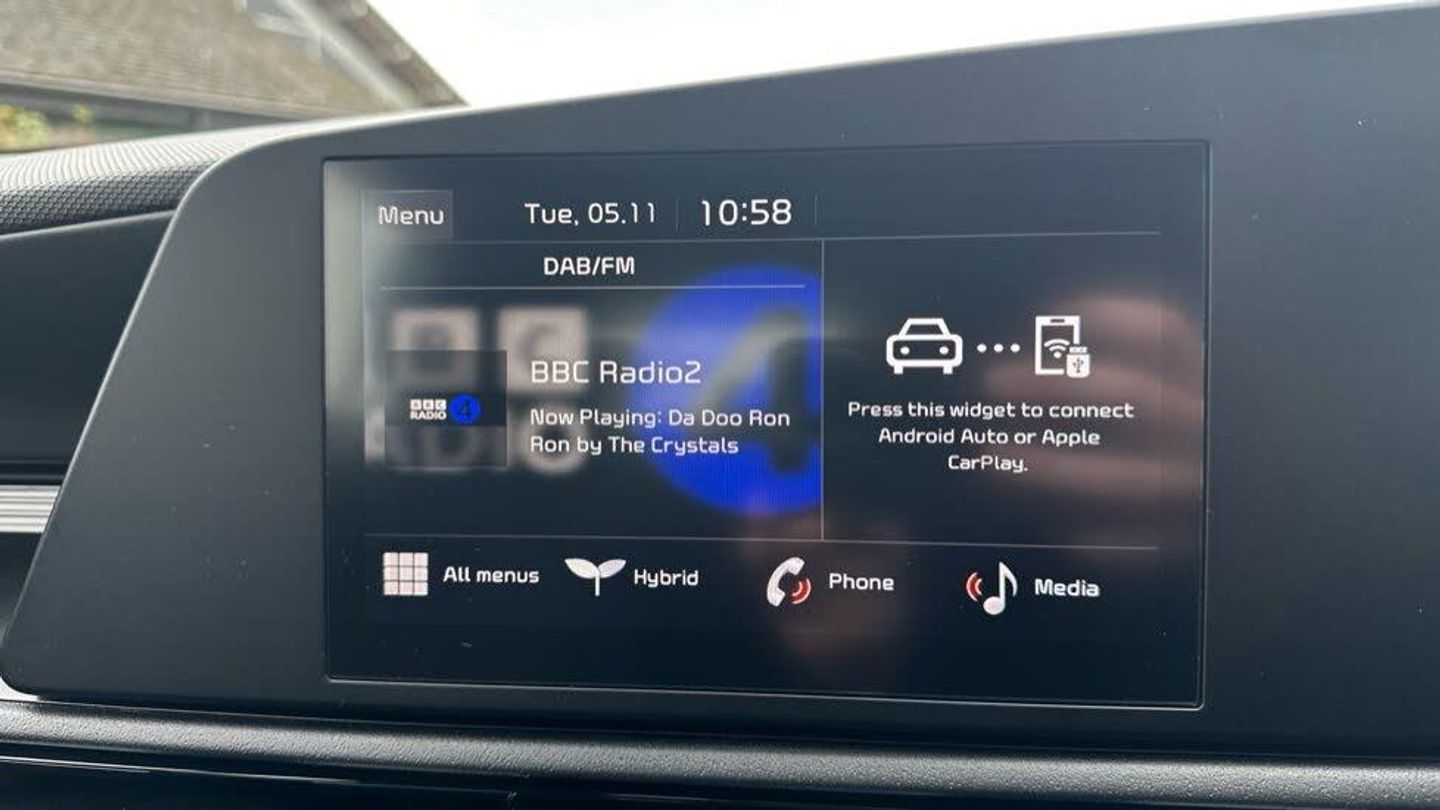 Menu
Tue, 05.11
10:58
DAB/FM
BBC
RADIO 4
4
BBC Radio2
Now Playing: Da Doo Ron
Ron by The Crystals
Press this widget to connect
Android Auto or Apple
CarPlay.
All menus
Hybrid
Phone
Media